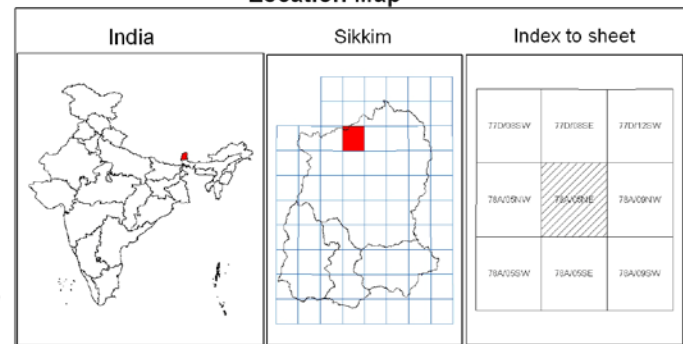 Location Map
India
Sikkim
Index to sheet
77D/08SW 77D/08SE 77D/12SW
78A/05NW 78A/05NE 78A/09NW
78A/05SW 78A/05SE 78A/09SW